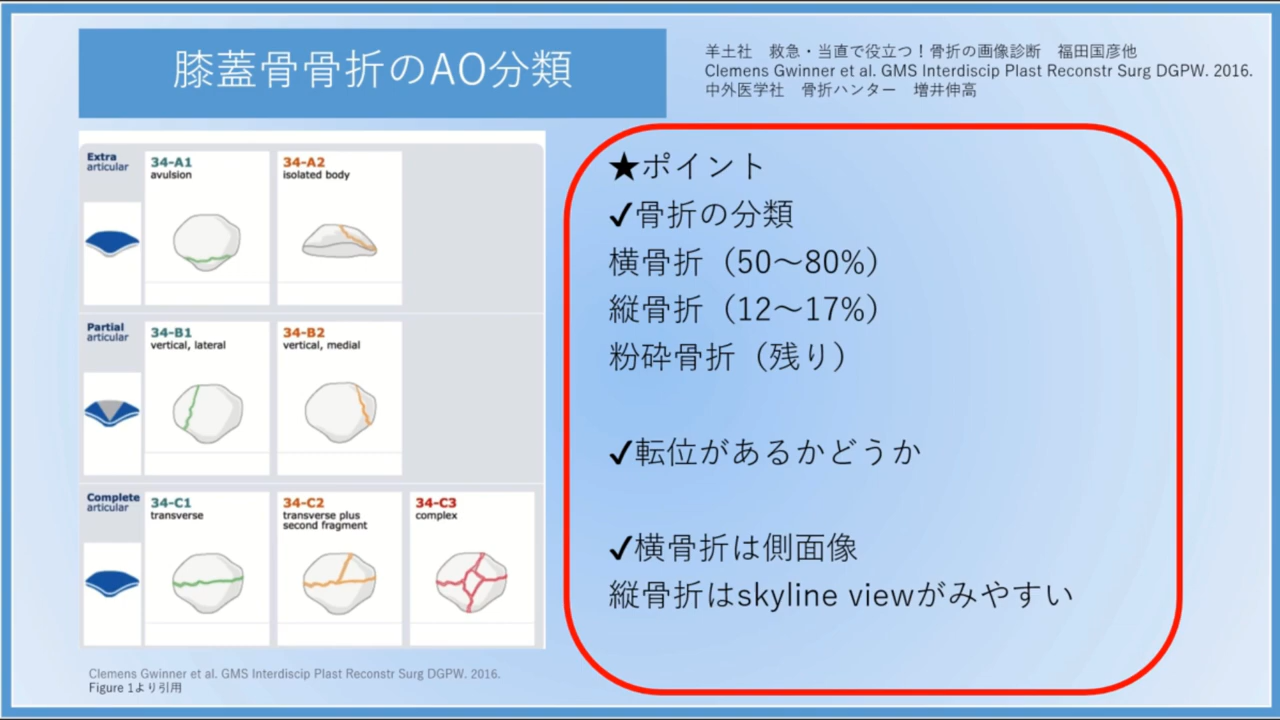 膝蓋骨骨折のAO分類
羊土社 救急・当直で役立つ！骨折の画像診断 福田国彦他
Clemens Gwinner et al. GMS Interdiscip Plast Reconstr Surg DGPW. 2016.
中外医学社 骨折ハンター 増井伸高
Extra
articular
34-A1
avulsion
34-A2
isolated body
Partial
articular
34-B1
vertical, lateral
34-B2
vertical, medial
Complete
articular
34-C1
transverse
34-C2
transverse plus
second fragment
34-C3
complex
Clemens Gwinner et al. GMS Interdiscip Plast Reconstr Surg DGPW. 2016.
Figure 1より引用
★ポイント
✓骨折の分類
横骨折（50〜80%）
縦骨折（12〜17%）
粉砕骨折（残り）
✓転位があるかどうか
✓横骨折は側面像
縦骨折はskyline viewがみやすい